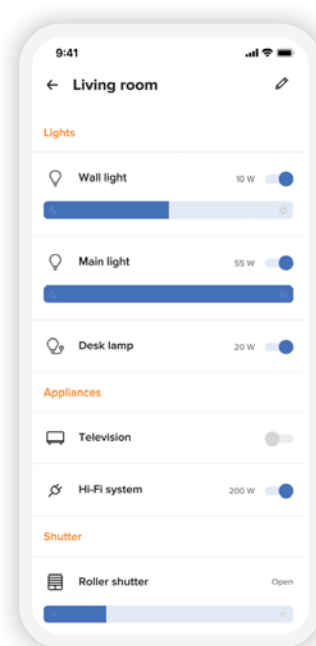 9:41
Living room
Lights
Wall light 10 W
Main light 55 W
Desk lamp 20 W
Appliances
Television
Hi-Fi system 200 W
Shutter
Roller shutter Open